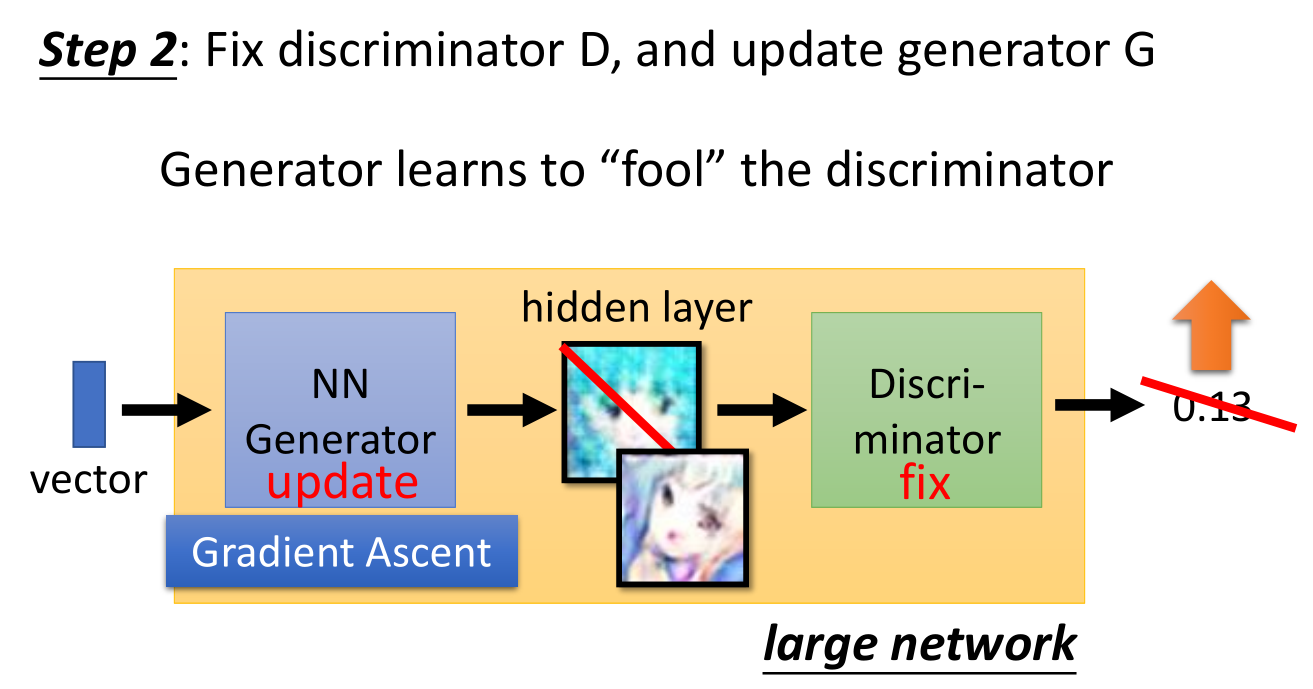 Step 2: Fix discriminator D, and update generator G
Generator learns to “fool” the discriminator
hidden layer
NN
Generator
update
Discri-
minator
fix
0.13
vector
Gradient Ascent
large network